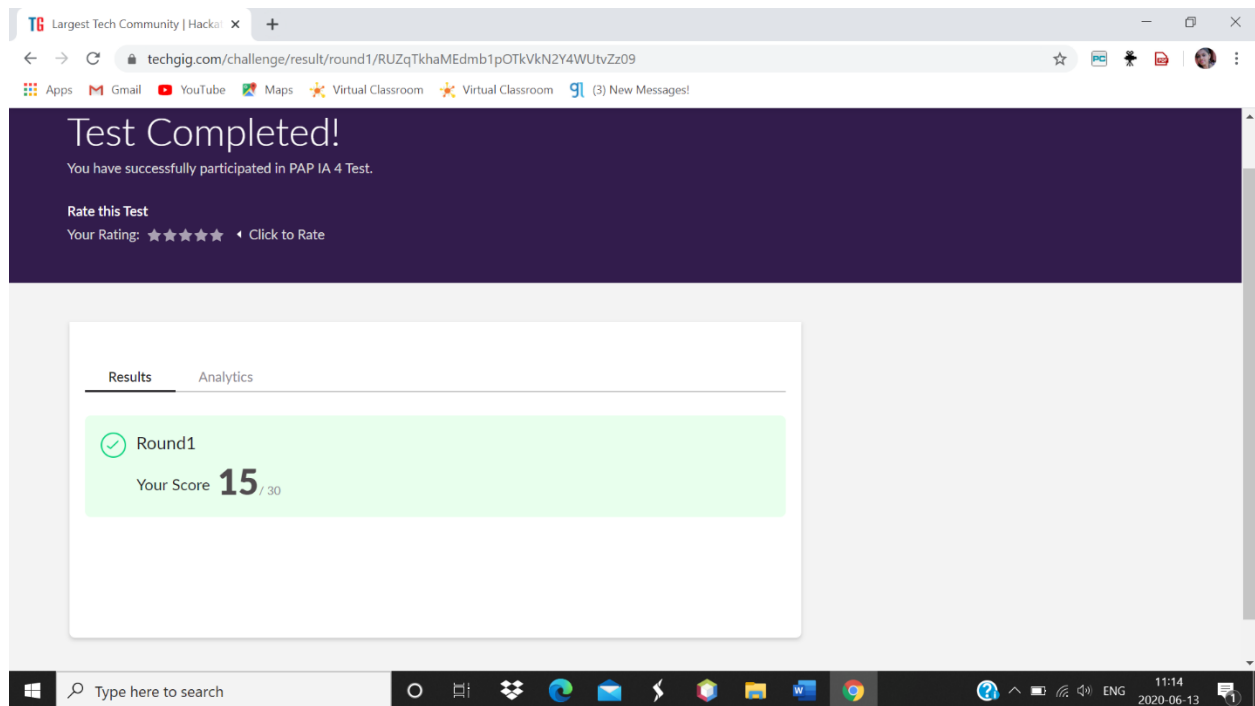 Largest Tech Community | Hacka
techgig.com/challenge/result/round1/RUZqTkhaMEdmb1pOTkVkN2Y4WUtvZz09
Apps Gmail YouTube Maps Virtual Classroom Virtual Classroom (3) New Messages!
Test Completed!
You have successfully participated in PAP IA 4 Test.
Rate this Test
Your Rating: Click to Rate
Results Analytics
Round1
Your Score 15 / 30
Type here to search
ENG
11:14
2020-06-13